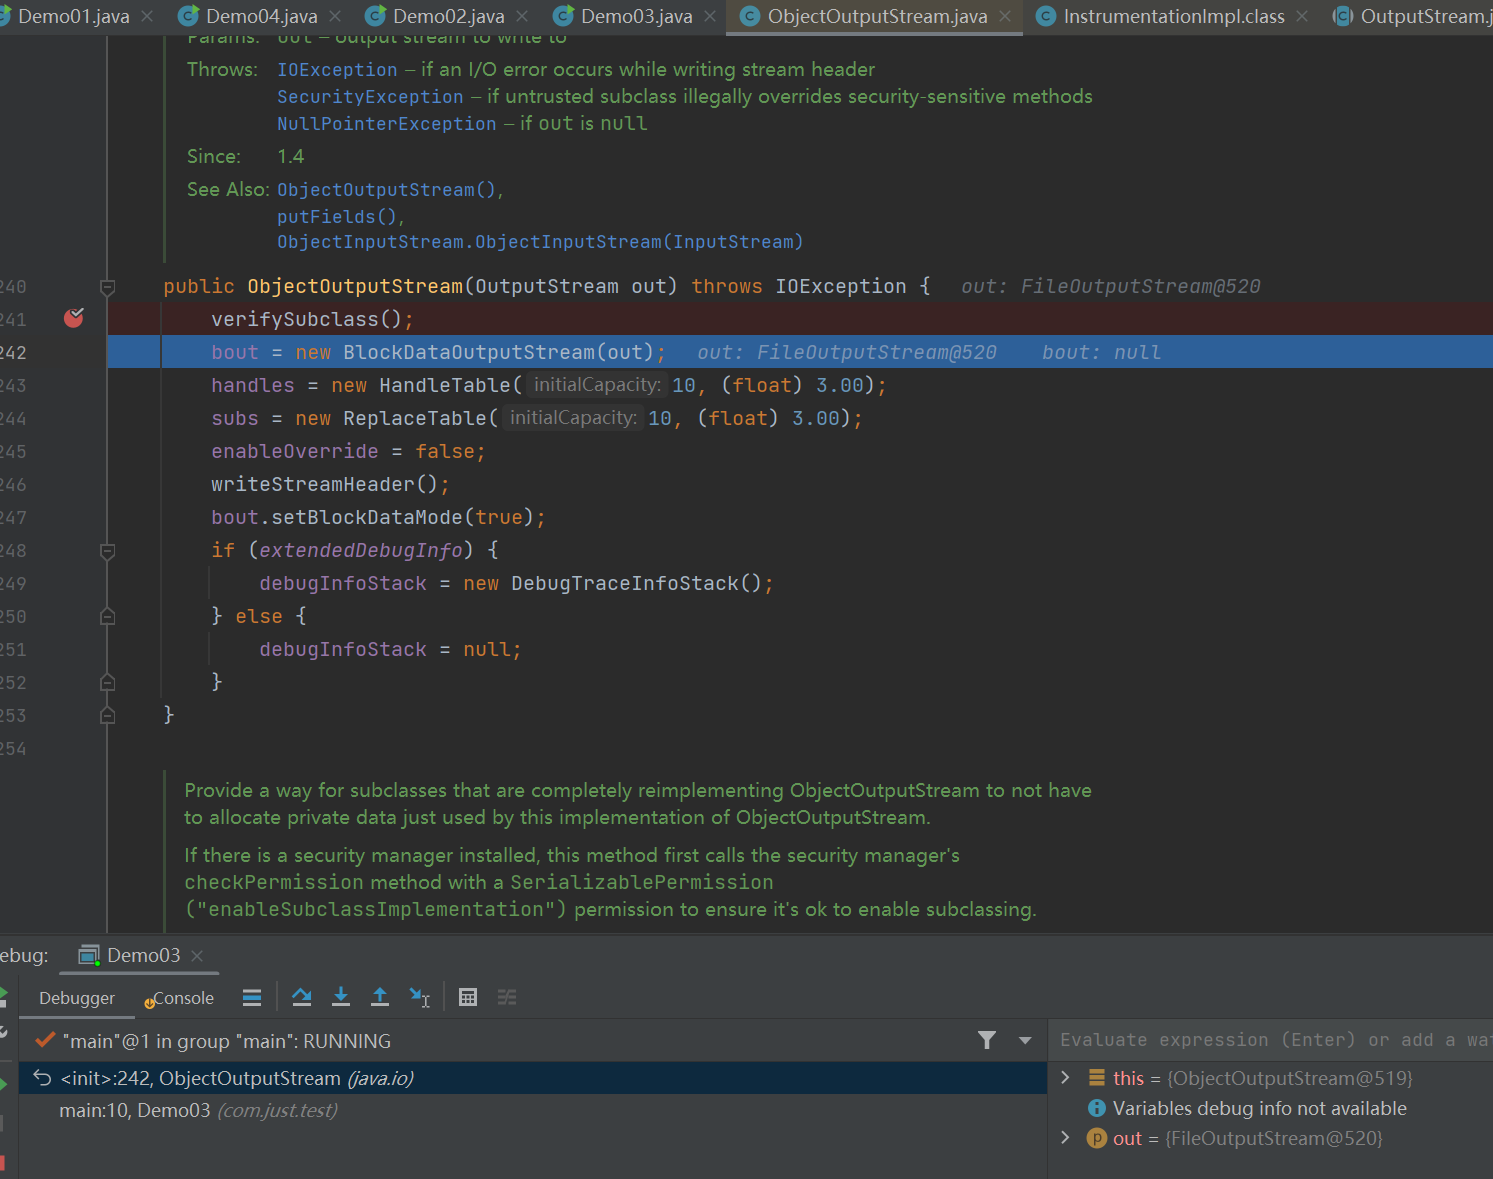 Demo01.java Demo04.java Demo02.java Demo03.java ObjectOutputStream.java InstrumentationImpl.class OutputStream.j
Params: out – output stream to write to
Throws: IOException – if an I/O error occurs while writing stream header
SecurityException – if untrusted subclass illegally overrides security-sensitive methods
NullPointerException – if out is null
Since: 1.4
See Also: ObjectOutputStream(),
putFields(),
ObjectInputStream.ObjectInputStream(InputStream)
240 public ObjectOutputStream(OutputStream out) throws IOException { out: FileOutputStream@520
241 verifySubclass();
242 bout = new BlockDataOutputStream(out); out: FileOutputStream@520 bout: null
243 handles = new HandleTable( initialCapacity: 10, (float) 3.00);
244 subs = new ReplaceTable( initialCapacity: 10, (float) 3.00);
245 enableOverride = false;
246 writeStreamHeader();
247 bout.setBlockDataMode(true);
248 if (extendedDebugInfo) {
249 debugInfoStack = new DebugTraceInfoStack();
250 } else {
251 debugInfoStack = null;
252 }
253 }
254
Provide a way for subclasses that are completely reimplementing ObjectOutputStream to not have
to allocate private data just used by this implementation of ObjectOutputStream.
If there is a security manager installed, this method first calls the security manager's
checkPermission method with a SerializablePermission
("enableSubclassImplementation") permission to ensure it's ok to enable subclassing.
ebug: Demo03
Debugger Console
"main"@1 in group "main": RUNNING
Evaluate expression (Enter) or add a wa
<init>:242, ObjectOutputStream (java.io)
main:10, Demo03 (com.just.test)
this = {ObjectOutputStream@519}
Variables debug info not available
out = {FileOutputStream@520}